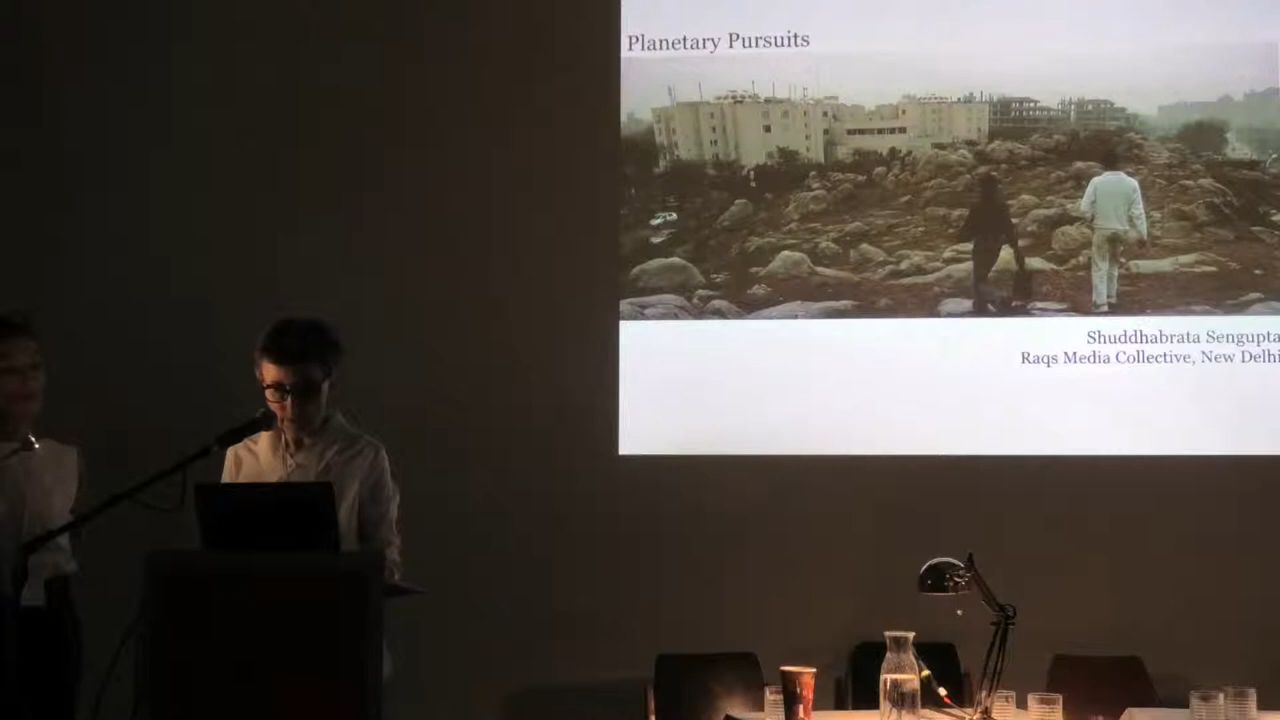 Planetary Pursuits
Shuddhabrata Sengupta
Raqs Media Collective, New Delhi